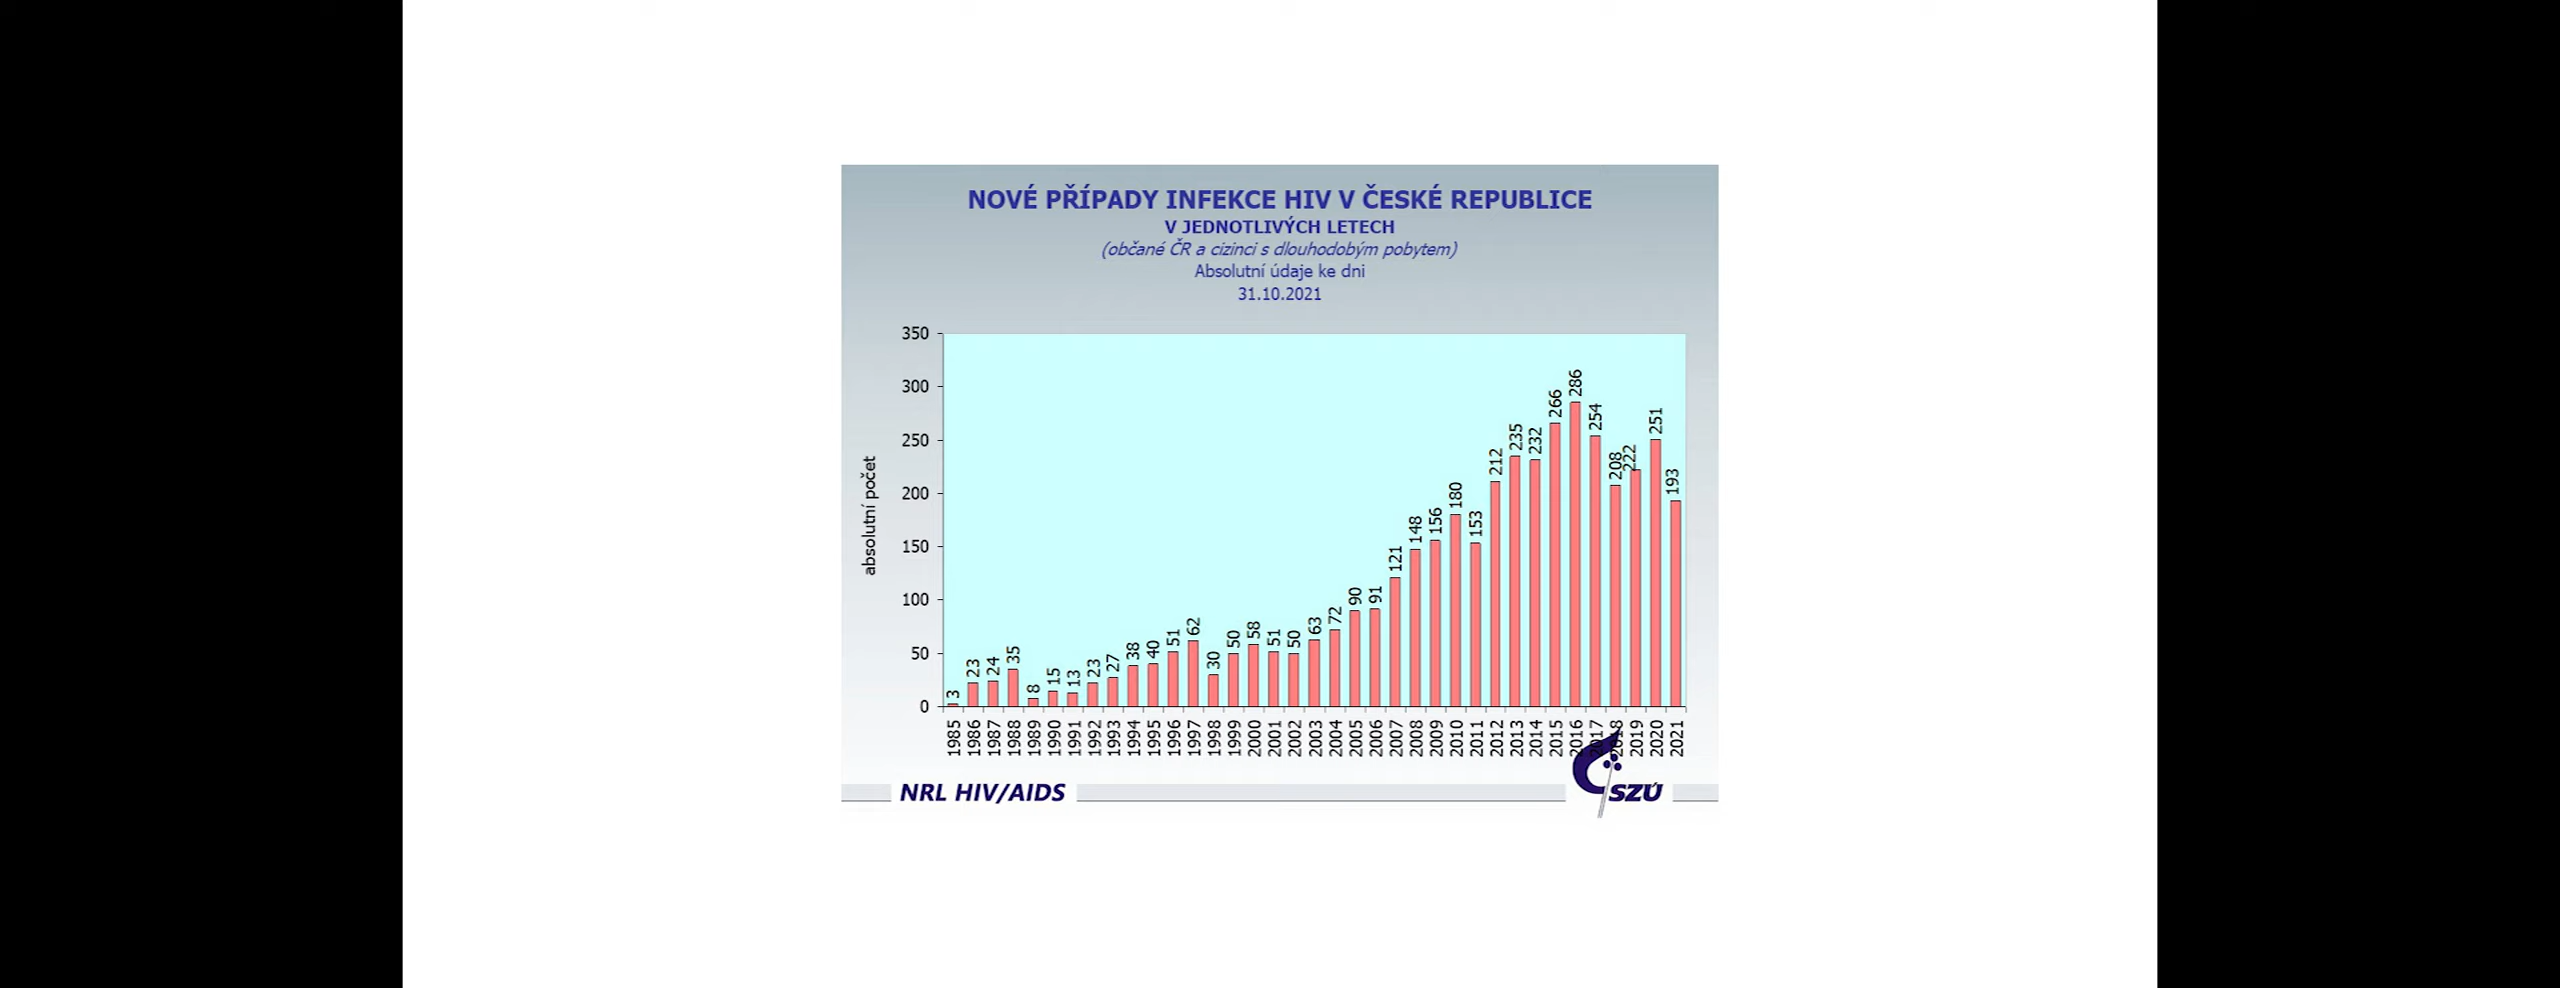 NOVÉ PŘÍPADY INFEKCE HIV V ČESKÉ REPUBLICE
V JEDNOTLIVÝCH LETECH
(občané ČR a cizinci s dlouhodobým pobytem)
Absolutní údaje ke dni
31.10.2021
absolutní počet
350
300
250
200
150
100
50
0
3 23 24 35 8 15 13 23 27 38 40 51 62 30 50 58 51 50 63 72 90 91 121 148 156 180 153 212 235 232 266 286 254 208 222 251 193
1985 1986 1987 1988 1989 1990 1991 1992 1993 1994 1995 1996 1997 1998 1999 2000 2001 2002 2003 2004 2005 2006 2007 2008 2009 2010 2011 2012 2013 2014 2015 2016 2017 2018 2019 2020 2021
NRL HIV/AIDS
SZÚ